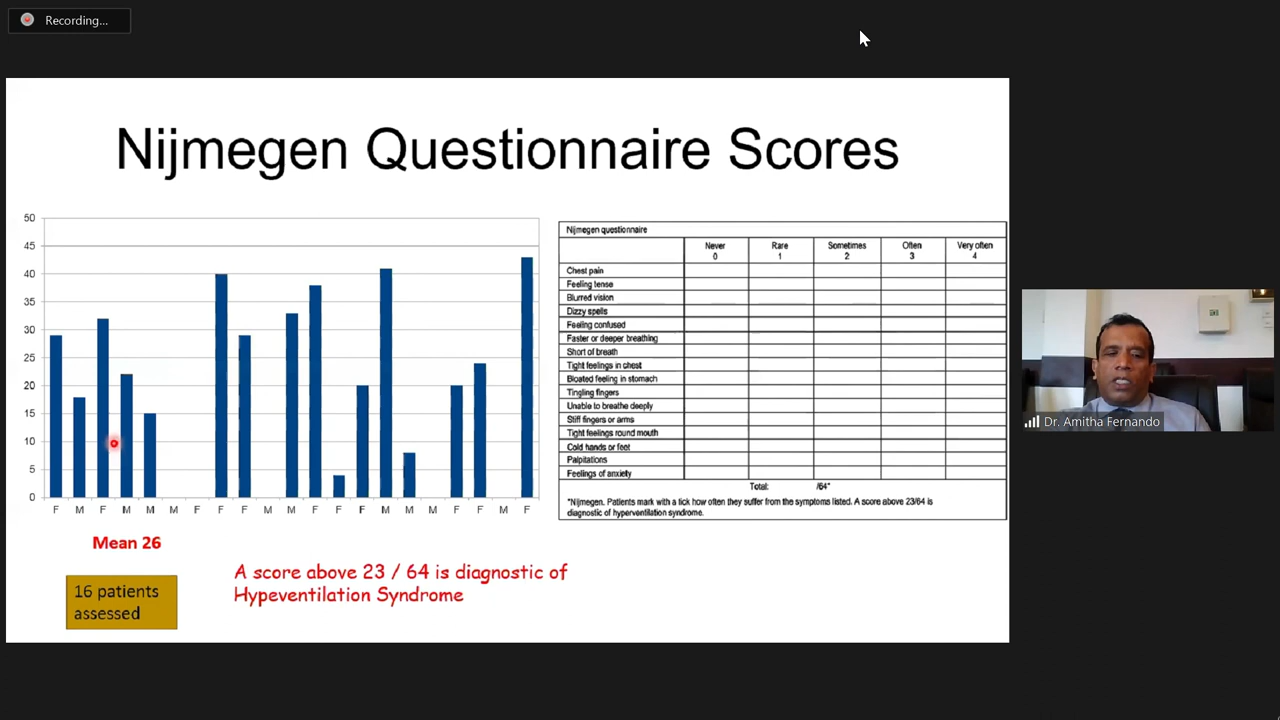 Recording...
Nijmegen Questionnaire Scores
50
45
40
35
30
25
20
15
10
5
0
F M F M M M F F F M M F F F M M M F F M F
Mean 26
16 patients
assessed
A score above 23 / 64 is diagnostic of
Hypeventilation Syndrome
Nijmegen questionnaire
Never Rare Sometimes Often Very often
0 1 2 3 4
Chest pain
Feeling tense
Blurred vision
Dizzy spells
Feeling confused
Faster or deeper breathing
Short of breath
Tight feelings in chest
Bloated feeling in stomach
Tingling fingers
Unable to breathe deeply
Stiff fingers or arms
Tight feelings round mouth
Cold hands or feet
Palpitations
Feelings of anxiety
Total: /64*
*Nijmegen. Patients mark with a tick how often they suffer from the symptoms listed. A score above 23/64 is
diagnostic of hyperventilation syndrome.
Dr. Amitha Fernando